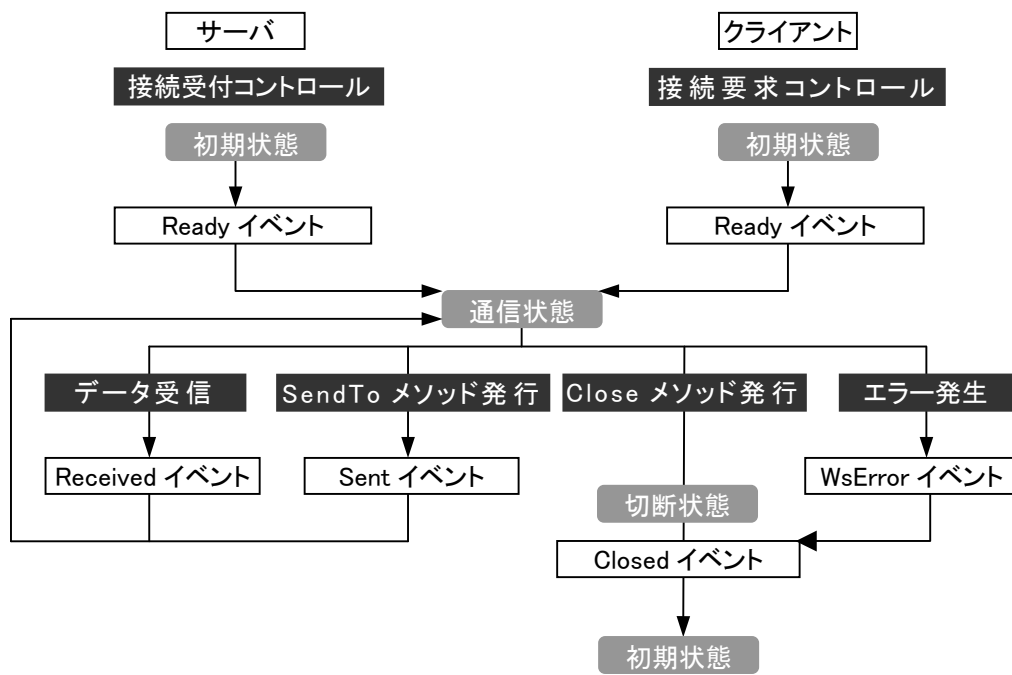 サーバ
クライアント
接続受付コントロール
接続要求コントロール
初期状態
初期状態
Ready イベント
Ready イベント
通信状態
データ受信
SendTo メソッド発行
Close メソッド発行
エラー発生
Received イベント
Sent イベント
WsError イベント
切断状態
Closed イベント
初期状態